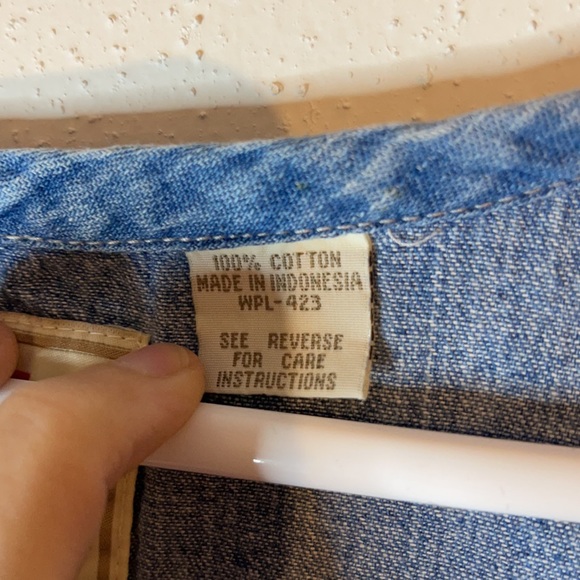 100% COTTON
MADE IN INDONESIA
WPL-423
SEE REVERSE
FOR CARE
INSTRUCTIONS